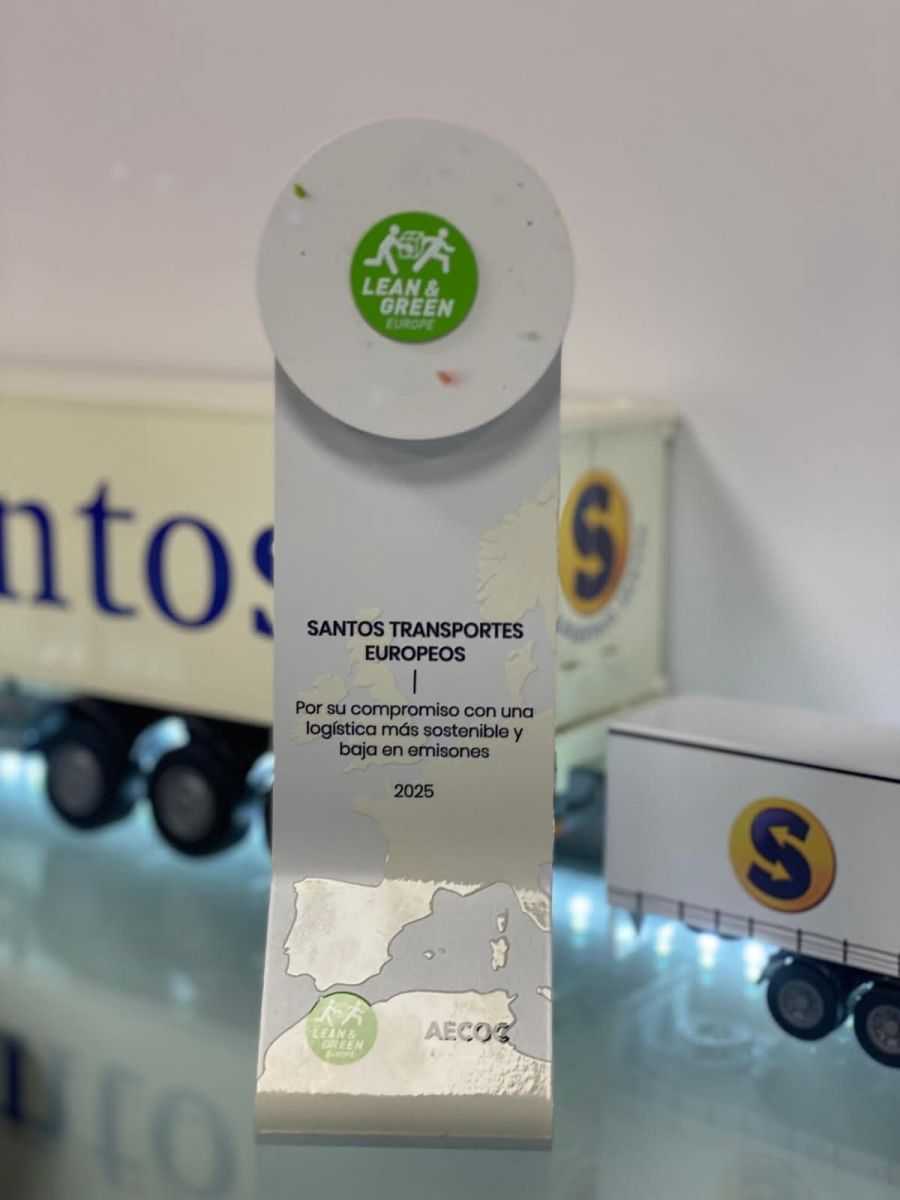 LEAN &
GREEN
EUROPE
ntos
S
SANTOS TRANSPORTES
EUROPEOS
Por su compromiso con una
logística más sostenible y
baja en emisones
2025
S
LEAN &
GREEN
EUROPE
AECOC